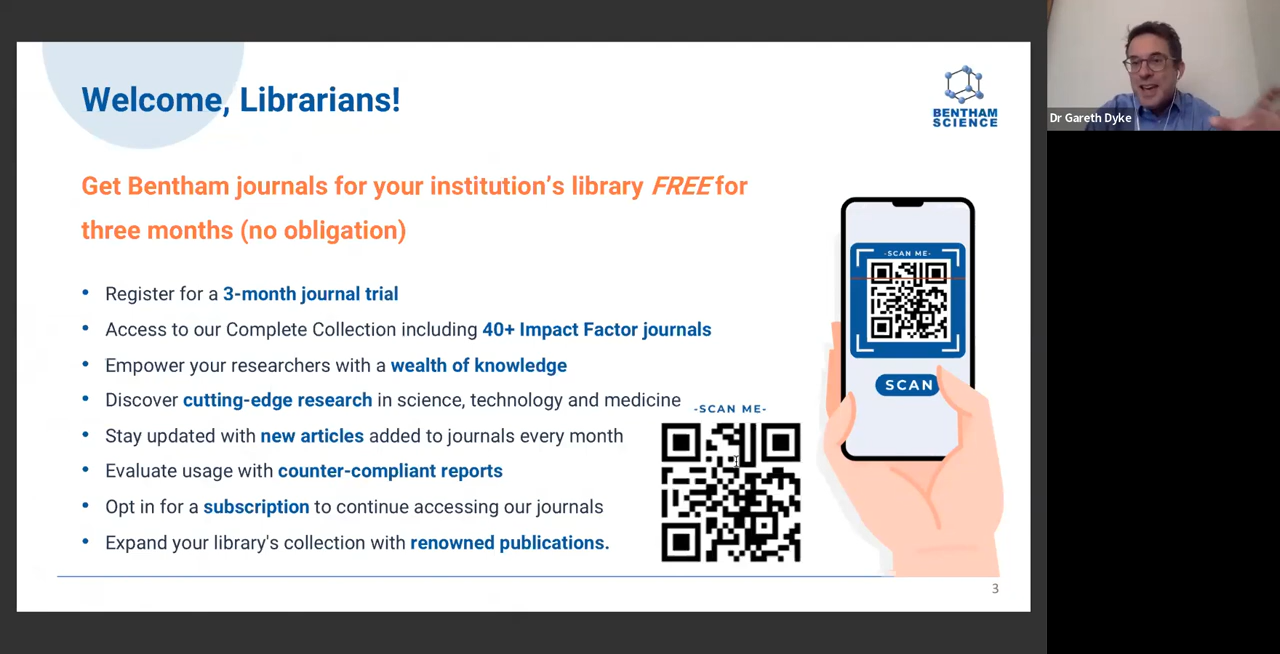 Welcome, Librarians!
BENTHAM
SCIENCE
Dr Gareth Dyke
Get Bentham journals for your institution’s library FREE for
three months (no obligation)
• Register for a 3-month journal trial
• Access to our Complete Collection including 40+ Impact Factor journals
• Empower your researchers with a wealth of knowledge
• Discover cutting-edge research in science, technology and medicine
• Stay updated with new articles added to journals every month
• Evaluate usage with counter-compliant reports
• Opt in for a subscription to continue accessing our journals
• Expand your library's collection with renowned publications.
-SCAN ME-
-SCAN ME-
SCAN
3